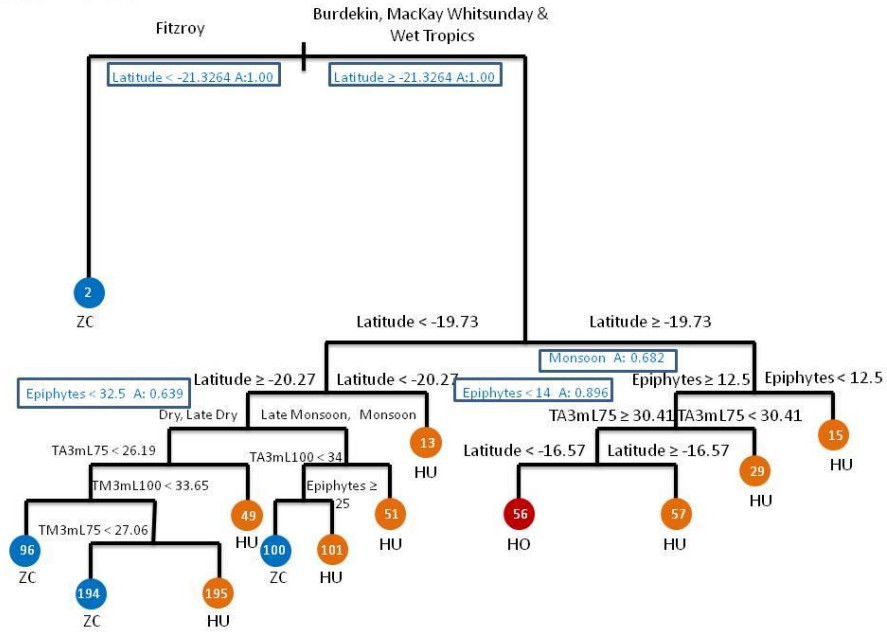 Fitzroy
Burdekin, MacKay Whitsunday &
Wet Tropics
Latitude < -21.3264 A:1.00
Latitude ≥ -21.3264 A:1.00
2
ZC
Latitude < -19.73
Latitude ≥ -19.73
Monsoon A: 0.682
Epiphytes < 32.5 A: 0.639
Latitude ≥ -20.27
Latitude < -20.27
Epiphytes < 14 A: 0.896
Epiphytes ≥ 12.5
Epiphytes < 12.5
Dry, Late Dry
Late Monsoon, Monsoon
TA3mL75 ≥ 30.41
TA3mL75 < 30.41
13
HU
15
HU
TA3mL75 < 26.19
TA3mL100 < 34
Latitude < -16.57
Latitude ≥ -16.57
29
HU
TM3mL100 < 33.65
Epiphytes ≥
25
49
HU
51
HU
56
HO
57
HU
TM3mL75 < 27.06
96
ZC
100
ZC
101
HU
194
ZC
195
HU